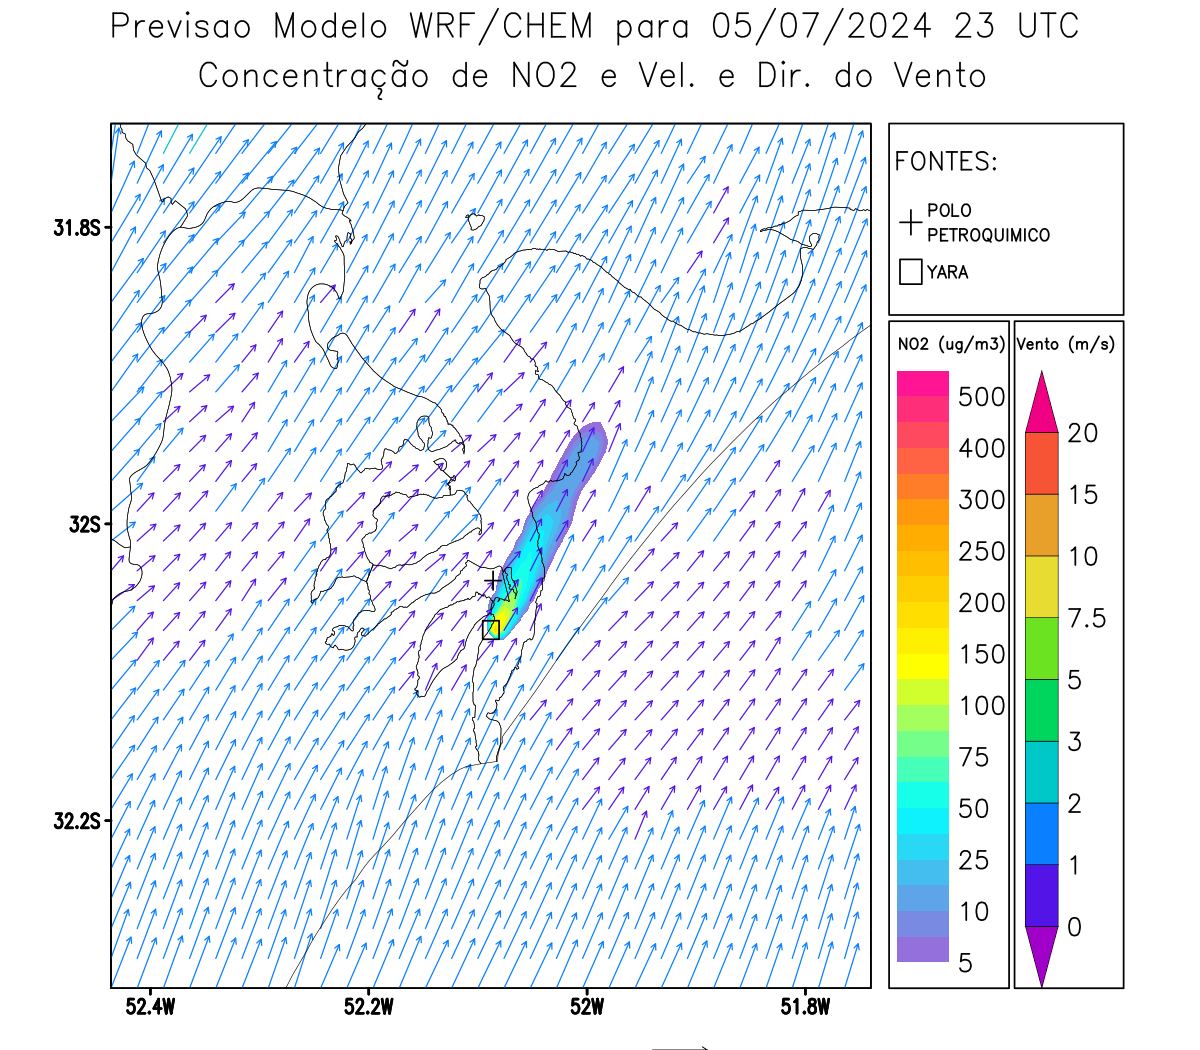 Previsao Modelo WRF/CHEM para 05/07/2024 23 UTC
Concentração de NO2 e Vel. e Dir. do Vento
FONTES:
POLO
PETROQUIMICO
YARA
31.8S
32S
32.2S
52.4W
52.2W
52W
51.8W
NO2 (ug/m3)
500
400
300
250
200
150
100
75
50
25
10
5
Vento (m/s)
20
15
10
7.5
5
3
2
1
0